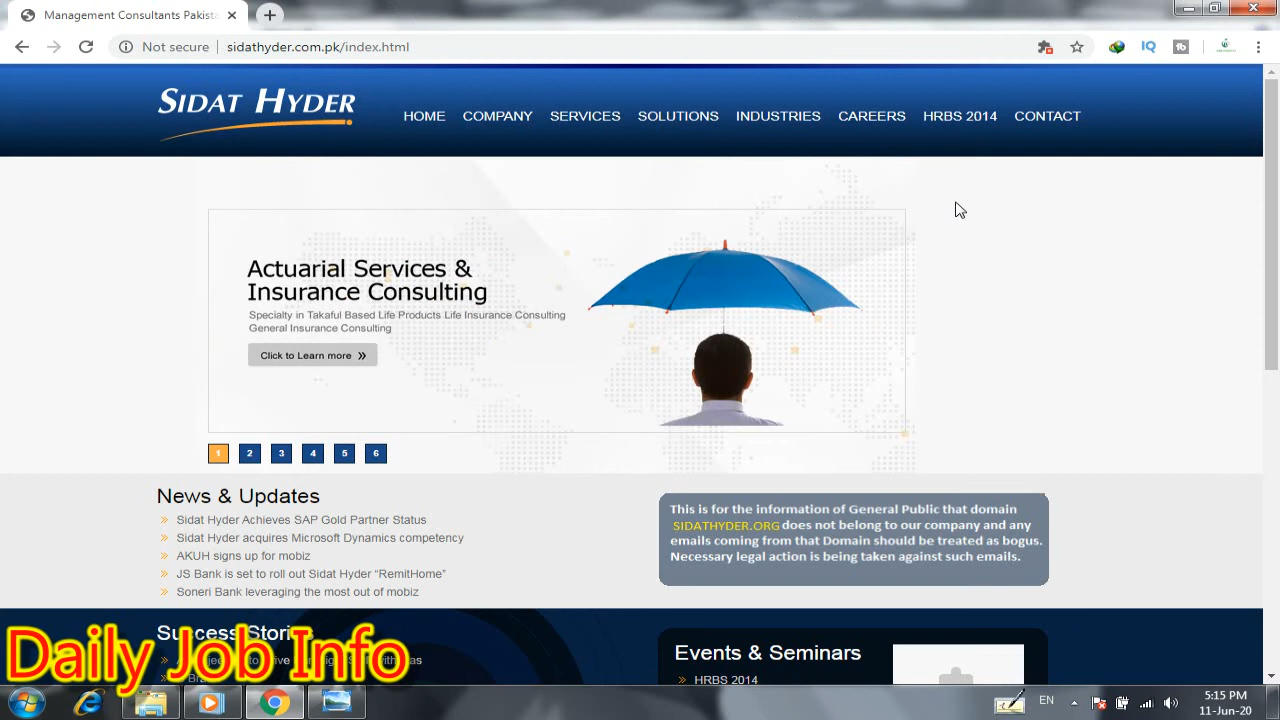 Management Consultants Pakista
Not secure | sidathyder.com.pk/index.html
SIDAT HYDER
HOME COMPANY SERVICES SOLUTIONS INDUSTRIES CAREERS HRBS 2014 CONTACT
Actuarial Services &
Insurance Consulting
Specialty in Takaful Based Life Products Life Insurance Consulting
General Insurance Consulting
Click to Learn more »
1 2 3 4 5 6
News & Updates
Sidat Hyder Achieves SAP Gold Partner Status
Sidat Hyder acquires Microsoft Dynamics competency
AKUH signs up for mobiz
JS Bank is set to roll out Sidat Hyder “RemitHome”
Soneri Bank leveraging the most out of mobiz
This is for the information of General Public that domain
SIDATHYDER.ORG does not belong to our company and any
emails coming from that Domain should be treated as bogus.
Necessary legal action is being taken against such emails.
Success Stories
Events & Seminars
HRBS 2014
Daily Job Info
EN
5:15 PM
11-Jun-20